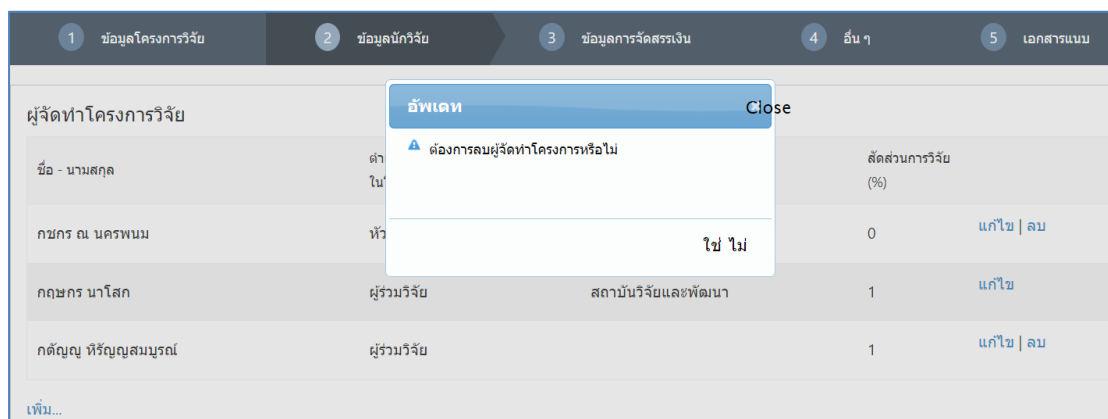 1 ข้อมูลโครงการวิจัย 2 ข้อมูลนักวิจัย 3 ข้อมูลการจัดสรรเงิน 4 อื่น ๆ 5 เอกสารแนบ
อัพเดท Close
ผู้จัดทำโครงการวิจัย
ต้องการลบผู้จัดทำโครงการหรือไม่
ชื่อ - นามสกุล สัดส่วนการวิจัย
(%)
กชกร ณ นครพนม หัว 0 แก้ไข | ลบ
ใช่ ไม่
กฤษกร นาโสก ผู้ร่วมวิจัย สถาบันวิจัยและพัฒนา 1 แก้ไข
กตัญญู หิรัญญสมบูรณ์ ผู้ร่วมวิจัย 1 แก้ไข | ลบ
เพิ่ม...